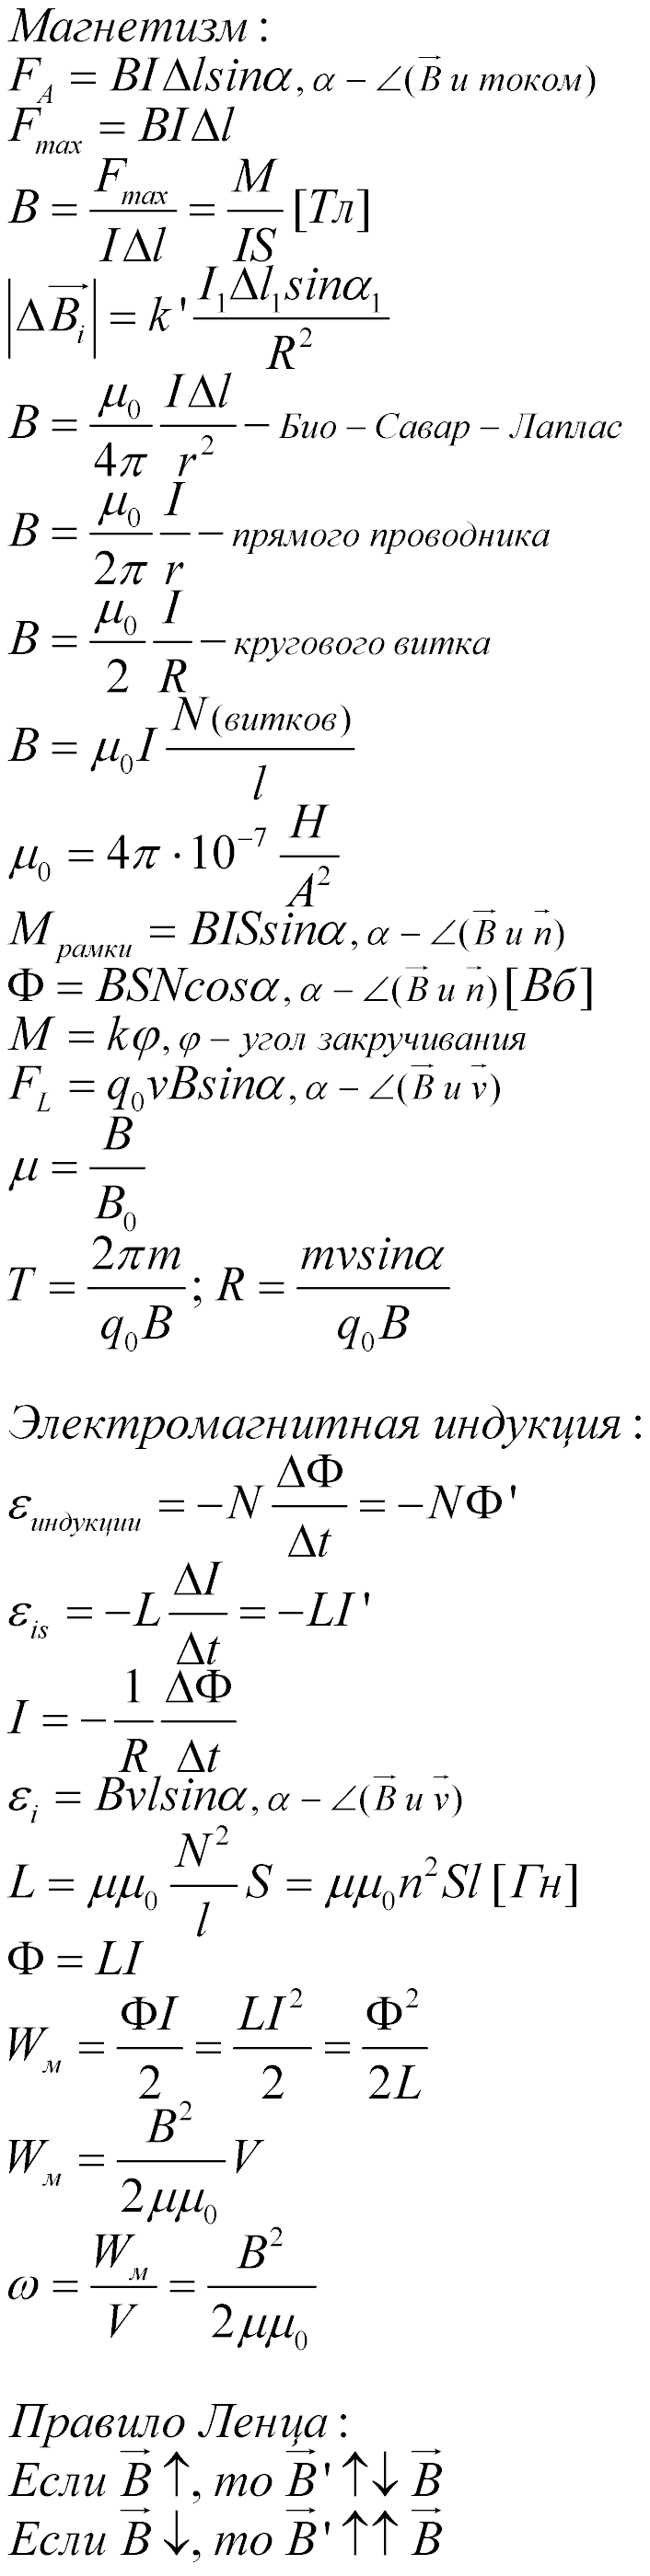 Магнетизм:
F_A = BIΔlsinα, α – ∠(B⃗ и током)
F_max = BIΔl
B = F_max / IΔl = M / IS [Тл]
|ΔB⃗_i| = k' I₁Δl₁sinα₁ / R²
B = μ₀/4π IΔl/r² – Био – Савар – Лаплас
B = μ₀/2π I/r – прямого проводника
B = μ₀/2 I/R – кругового витка
B = μ₀I N(витков) / l
μ₀ = 4π · 10⁻⁷ Н/А²
M_рамки = BISsinα, α – ∠(B⃗ и n⃗)
Φ = BSNcosα, α – ∠(B⃗ и n⃗) [Вб]
M = kφ, φ – угол закручивания
F_L = q₀vBsinα, α – ∠(B⃗ и v⃗)
μ = B / B₀
T = 2πm / q₀B; R = mvsinα / q₀B
Электромагнитная индукция:
ε_индукции = –N ΔΦ/Δt = –NΦ'
ε_is = –L ΔI/Δt = –LI'
I = – 1/R ΔΦ/Δt
ε_i = Bvlsinα, α – ∠(B⃗ и v⃗)
L = μμ₀ N²/l S = μμ₀n²Sl [Гн]
Φ = LI
W_м = ΦI/2 = LI²/2 = Φ²/2L
W_м = B²/2μμ₀ V
ω = W_м/V = B²/2μμ₀
Правило Ленца:
Если B⃗ ↑, то B⃗' ↑↓ B⃗
Если B⃗ ↓, то B⃗' ↑↑ B⃗